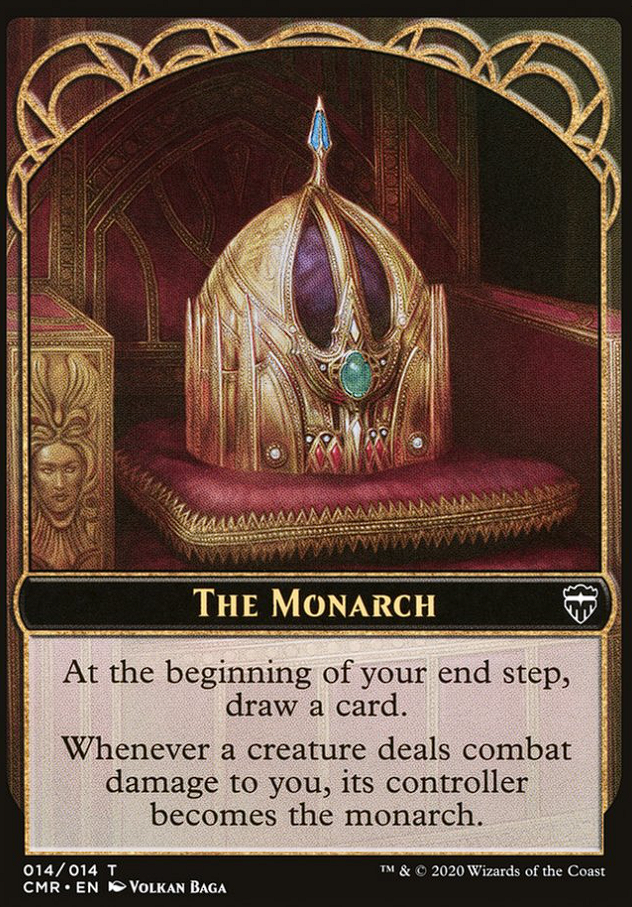 The Monarch
At the beginning of your end step,
draw a card.
Whenever a creature deals combat
damage to you, its controller
becomes the monarch.
014/014 T
™ & © 2020 Wizards of the Coast
CMR • EN Volkan Baga